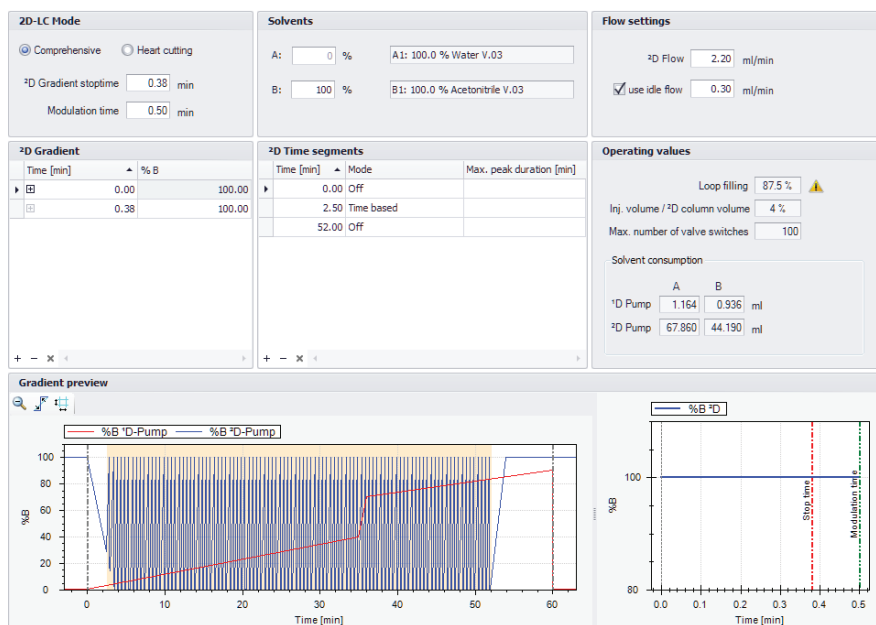 2D-LC Mode
Comprehensive Heart cutting
²D Gradient stoptime 0.38 min
Modulation time 0.50 min
Solvents
A: 0 % A1: 100.0 % Water V.03
B: 100 % B1: 100.0 % Acetonitrile V.03
Flow settings
²D Flow 2.20 ml/min
use idle flow 0.30 ml/min
²D Gradient
Time [min] % B
0.00 100.00
0.38 100.00
²D Time segments
Time [min] Mode Max. peak duration [min]
0.00 Off
2.50 Time based
52.00 Off
Operating values
Loop filling 87.5 %
Inj. volume / ²D column volume 4 %
Max. number of valve switches 100
Solvent consumption
A B
¹D Pump 1.164 0.936 ml
²D Pump 67.860 44.190 ml
Gradient preview
%B ¹D-Pump %B ²D-Pump
%B
100
80
60
40
20
0
0 10 20 30 40 50 60
Time [min]
%B ²D
%B
100
80
Stop time
Modulation time
0.0 0.1 0.2 0.3 0.4 0.5
Time [min]